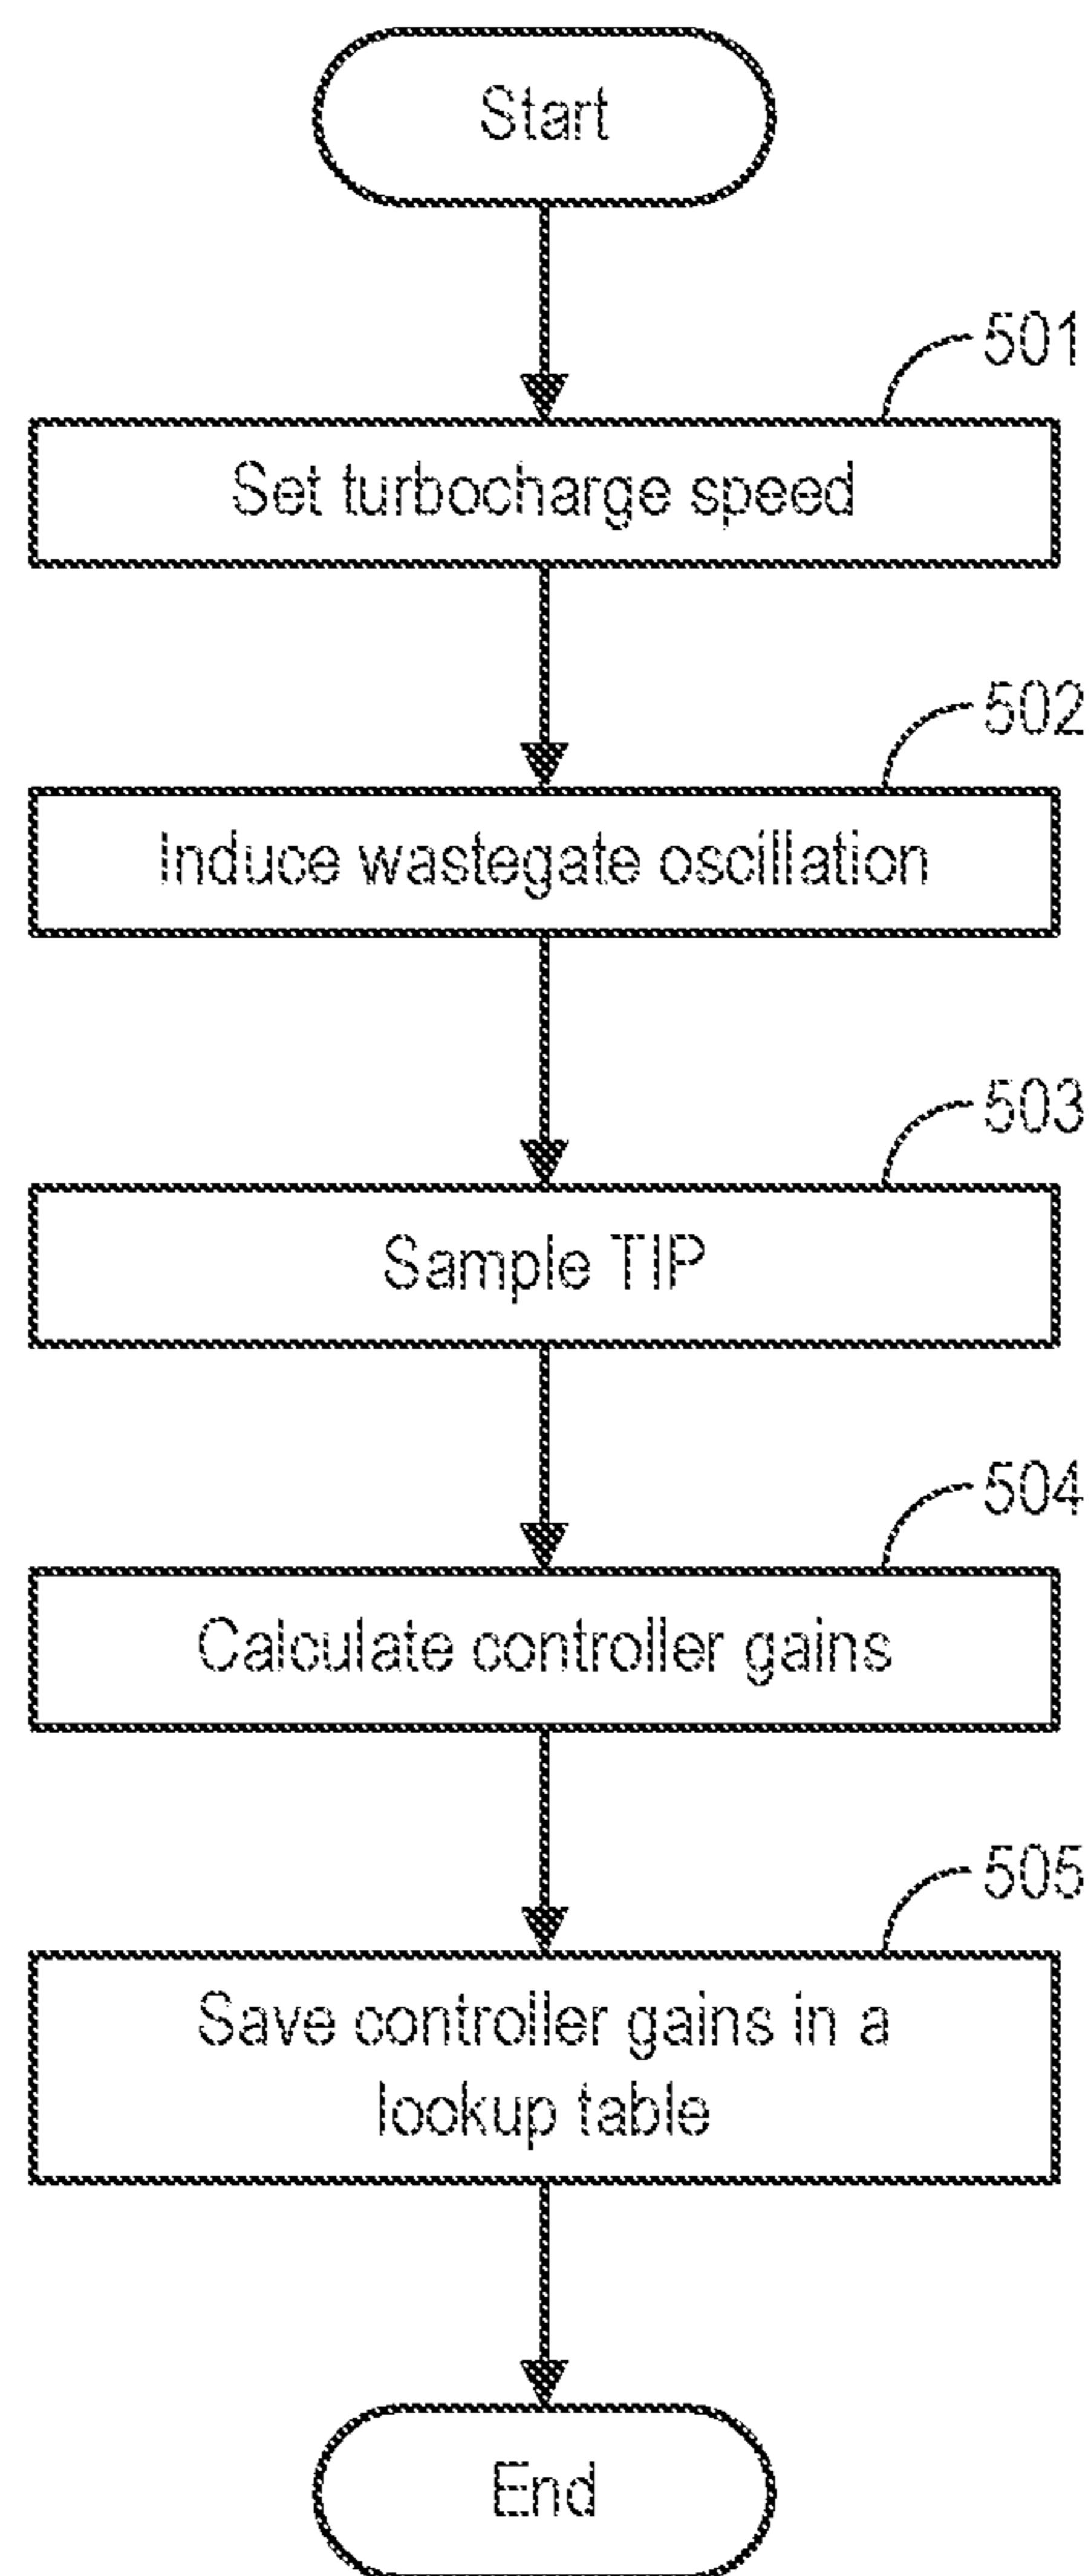 Start
501
Set turbocharge speed
502
Induce wastegate oscillation
503
Sample TIP
504
Calculate controller gains
505
Save controller gains in a
lookup table
End